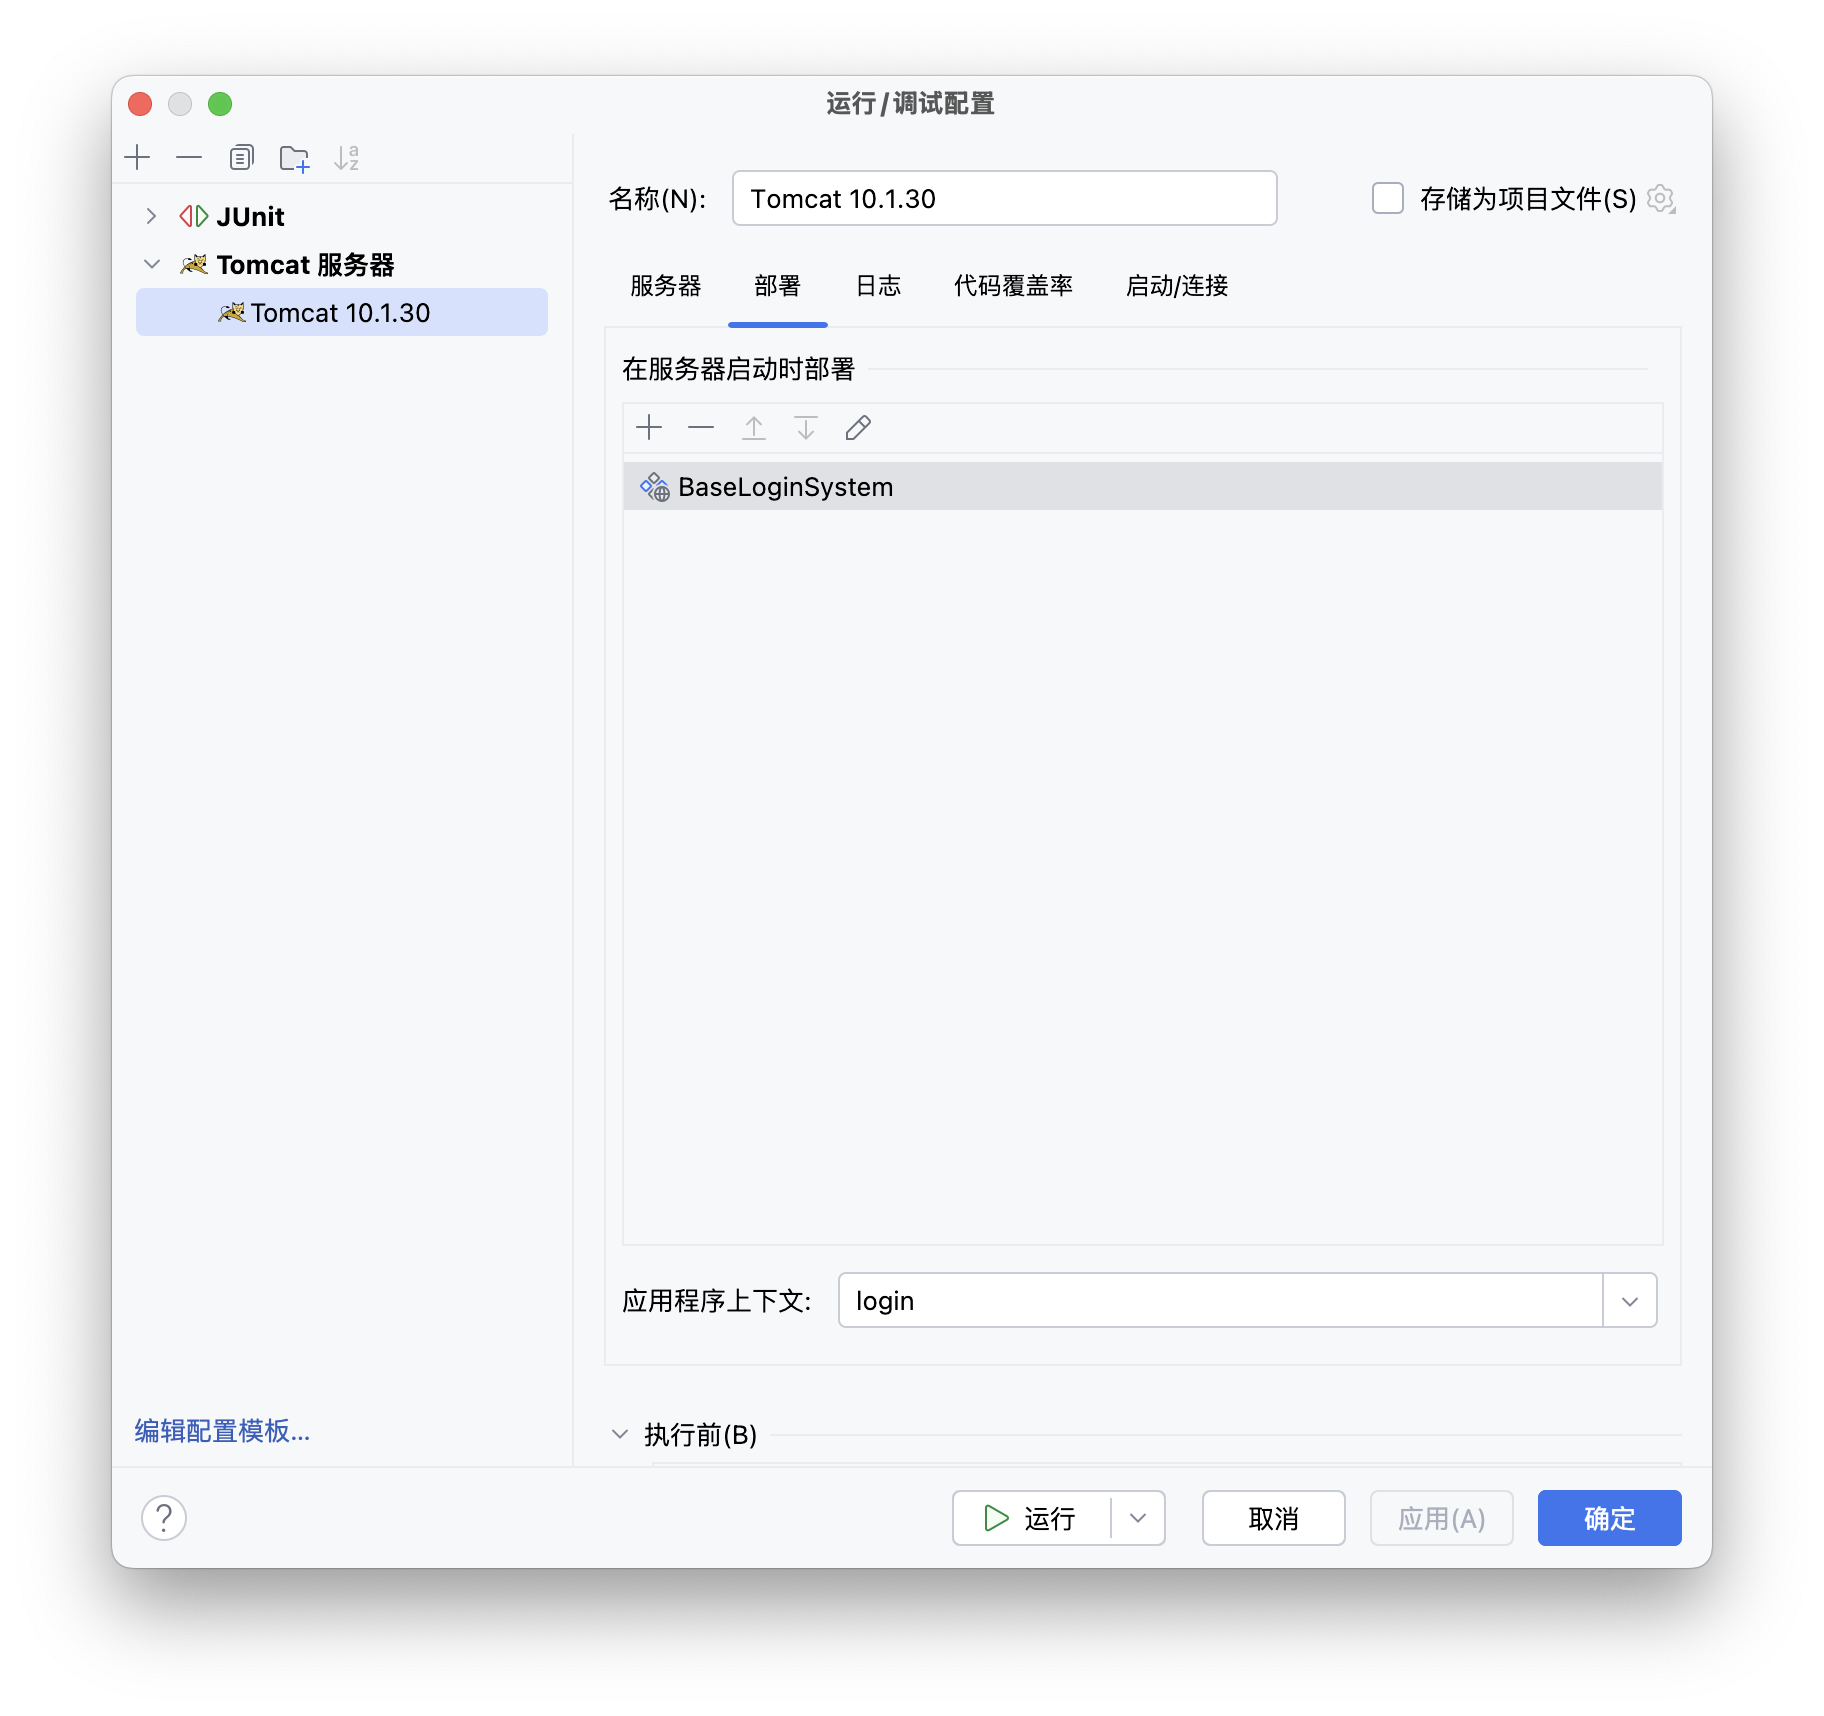 运行/调试配置
JUnit
Tomcat 服务器
Tomcat 10.1.30
编辑配置模板...
名称(N):
Tomcat 10.1.30
存储为项目文件(S)
服务器
部署
日志
代码覆盖率
启动/连接
在服务器启动时部署
BaseLoginSystem
应用程序上下文:
login
执行前(B)
?
运行
取消
应用(A)
确定